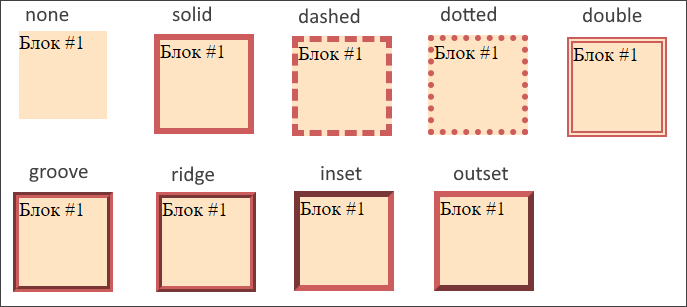 none solid dashed dotted double
Блок #1 Блок #1 Блок #1 Блок #1 Блок #1
groove ridge inset outset
Блок #1 Блок #1 Блок #1 Блок #1